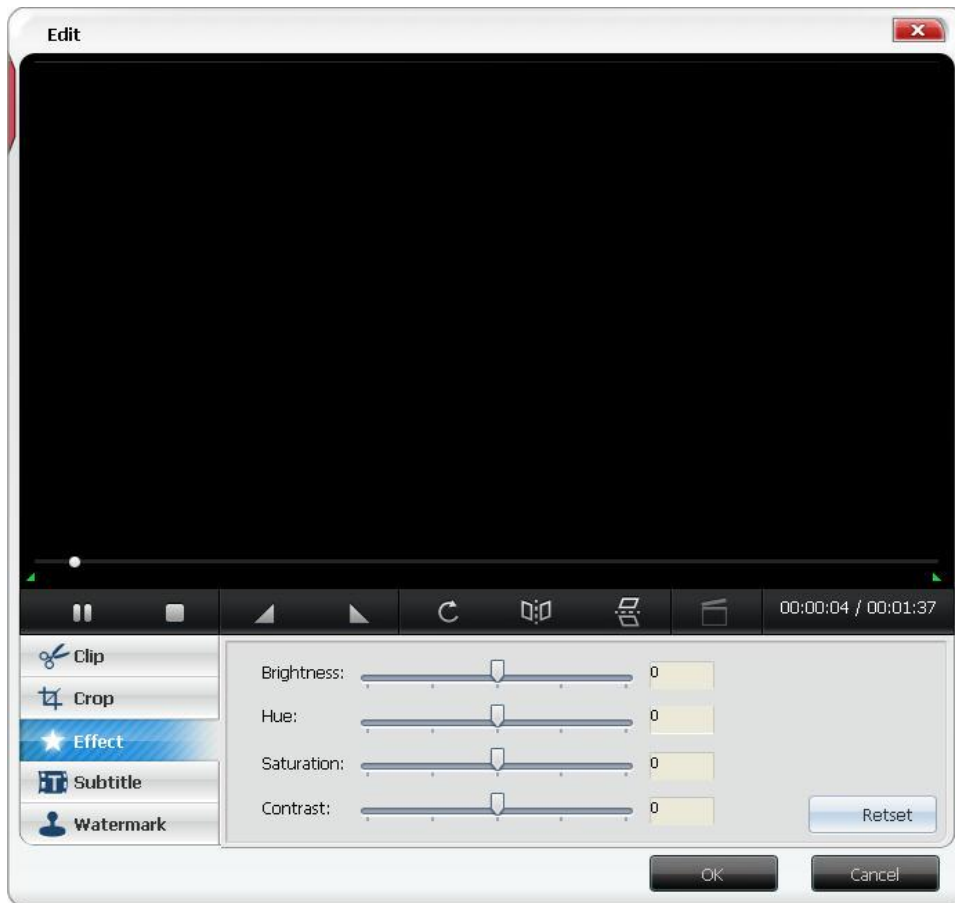 Edit
00:00:04 / 00:01:37
Clip
Crop
Effect
Subtitle
Watermark
Brightness: 0
Hue: 0
Saturation: 0
Contrast: 0
Retset
OK
Cancel